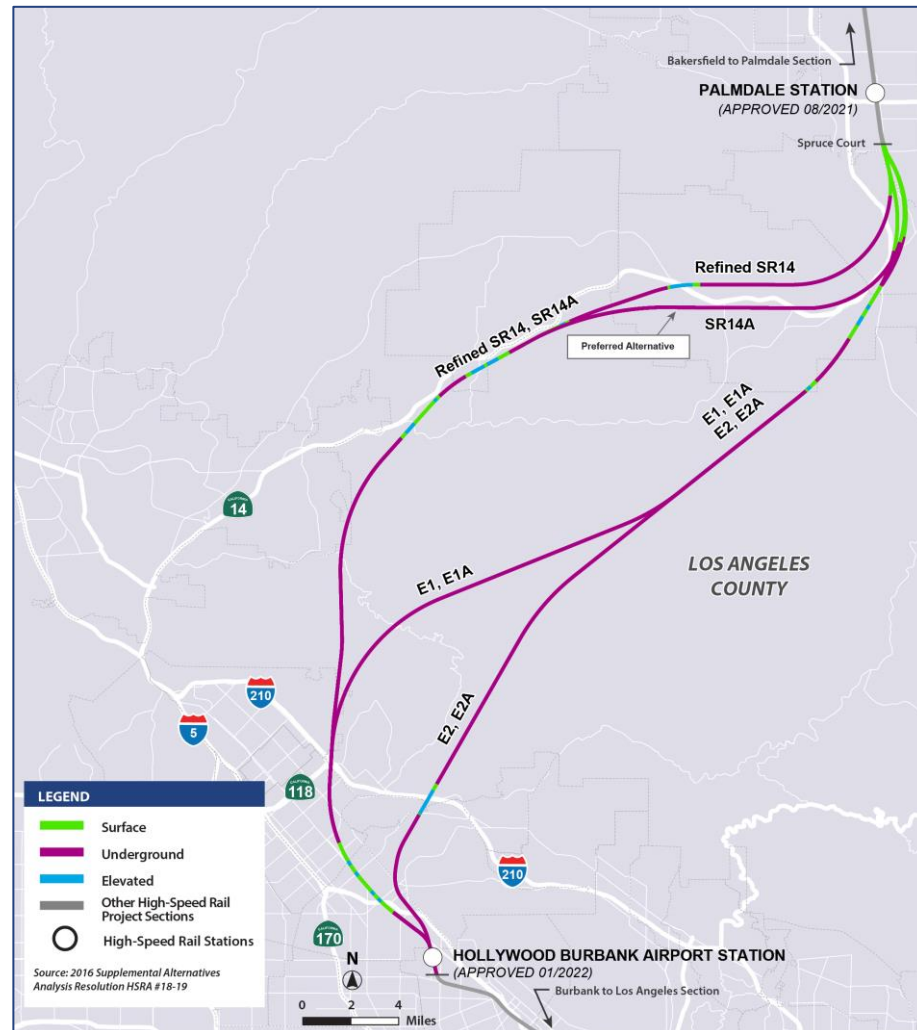 Bakersfield to Palmdale Section
PALMDALE STATION
(APPROVED 08/2021)
Spruce Court
Refined SR14
SR14A
Preferred Alternative
Refined SR14, SR14A
E1, E1A
E2, E2A
CALIFORNIA
14
E1, E1A
LOS ANGELES
COUNTY
210
5
E2, E2A
CALIFORNIA
118
210
CALIFORNIA
170
HOLLYWOOD BURBANK AIRPORT STATION
(APPROVED 01/2022)
Burbank to Los Angeles Section
LEGEND
Surface
Underground
Elevated
Other High-Speed Rail
Project Sections
High-Speed Rail Stations
Source: 2016 Supplemental Alternatives
Analysis Resolution HSRA #18-19
N
0 2 4
Miles